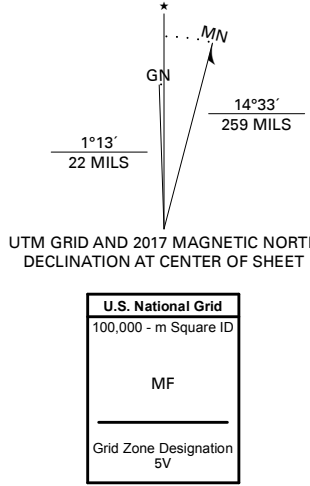 ★
MN
GN
1°13´
22 MILS
14°33´
259 MILS
UTM GRID AND 2017 MAGNETIC NORTH
DECLINATION AT CENTER OF SHEET
U.S. National Grid
100,000 - m Square ID
MF
Grid Zone Designation
5V